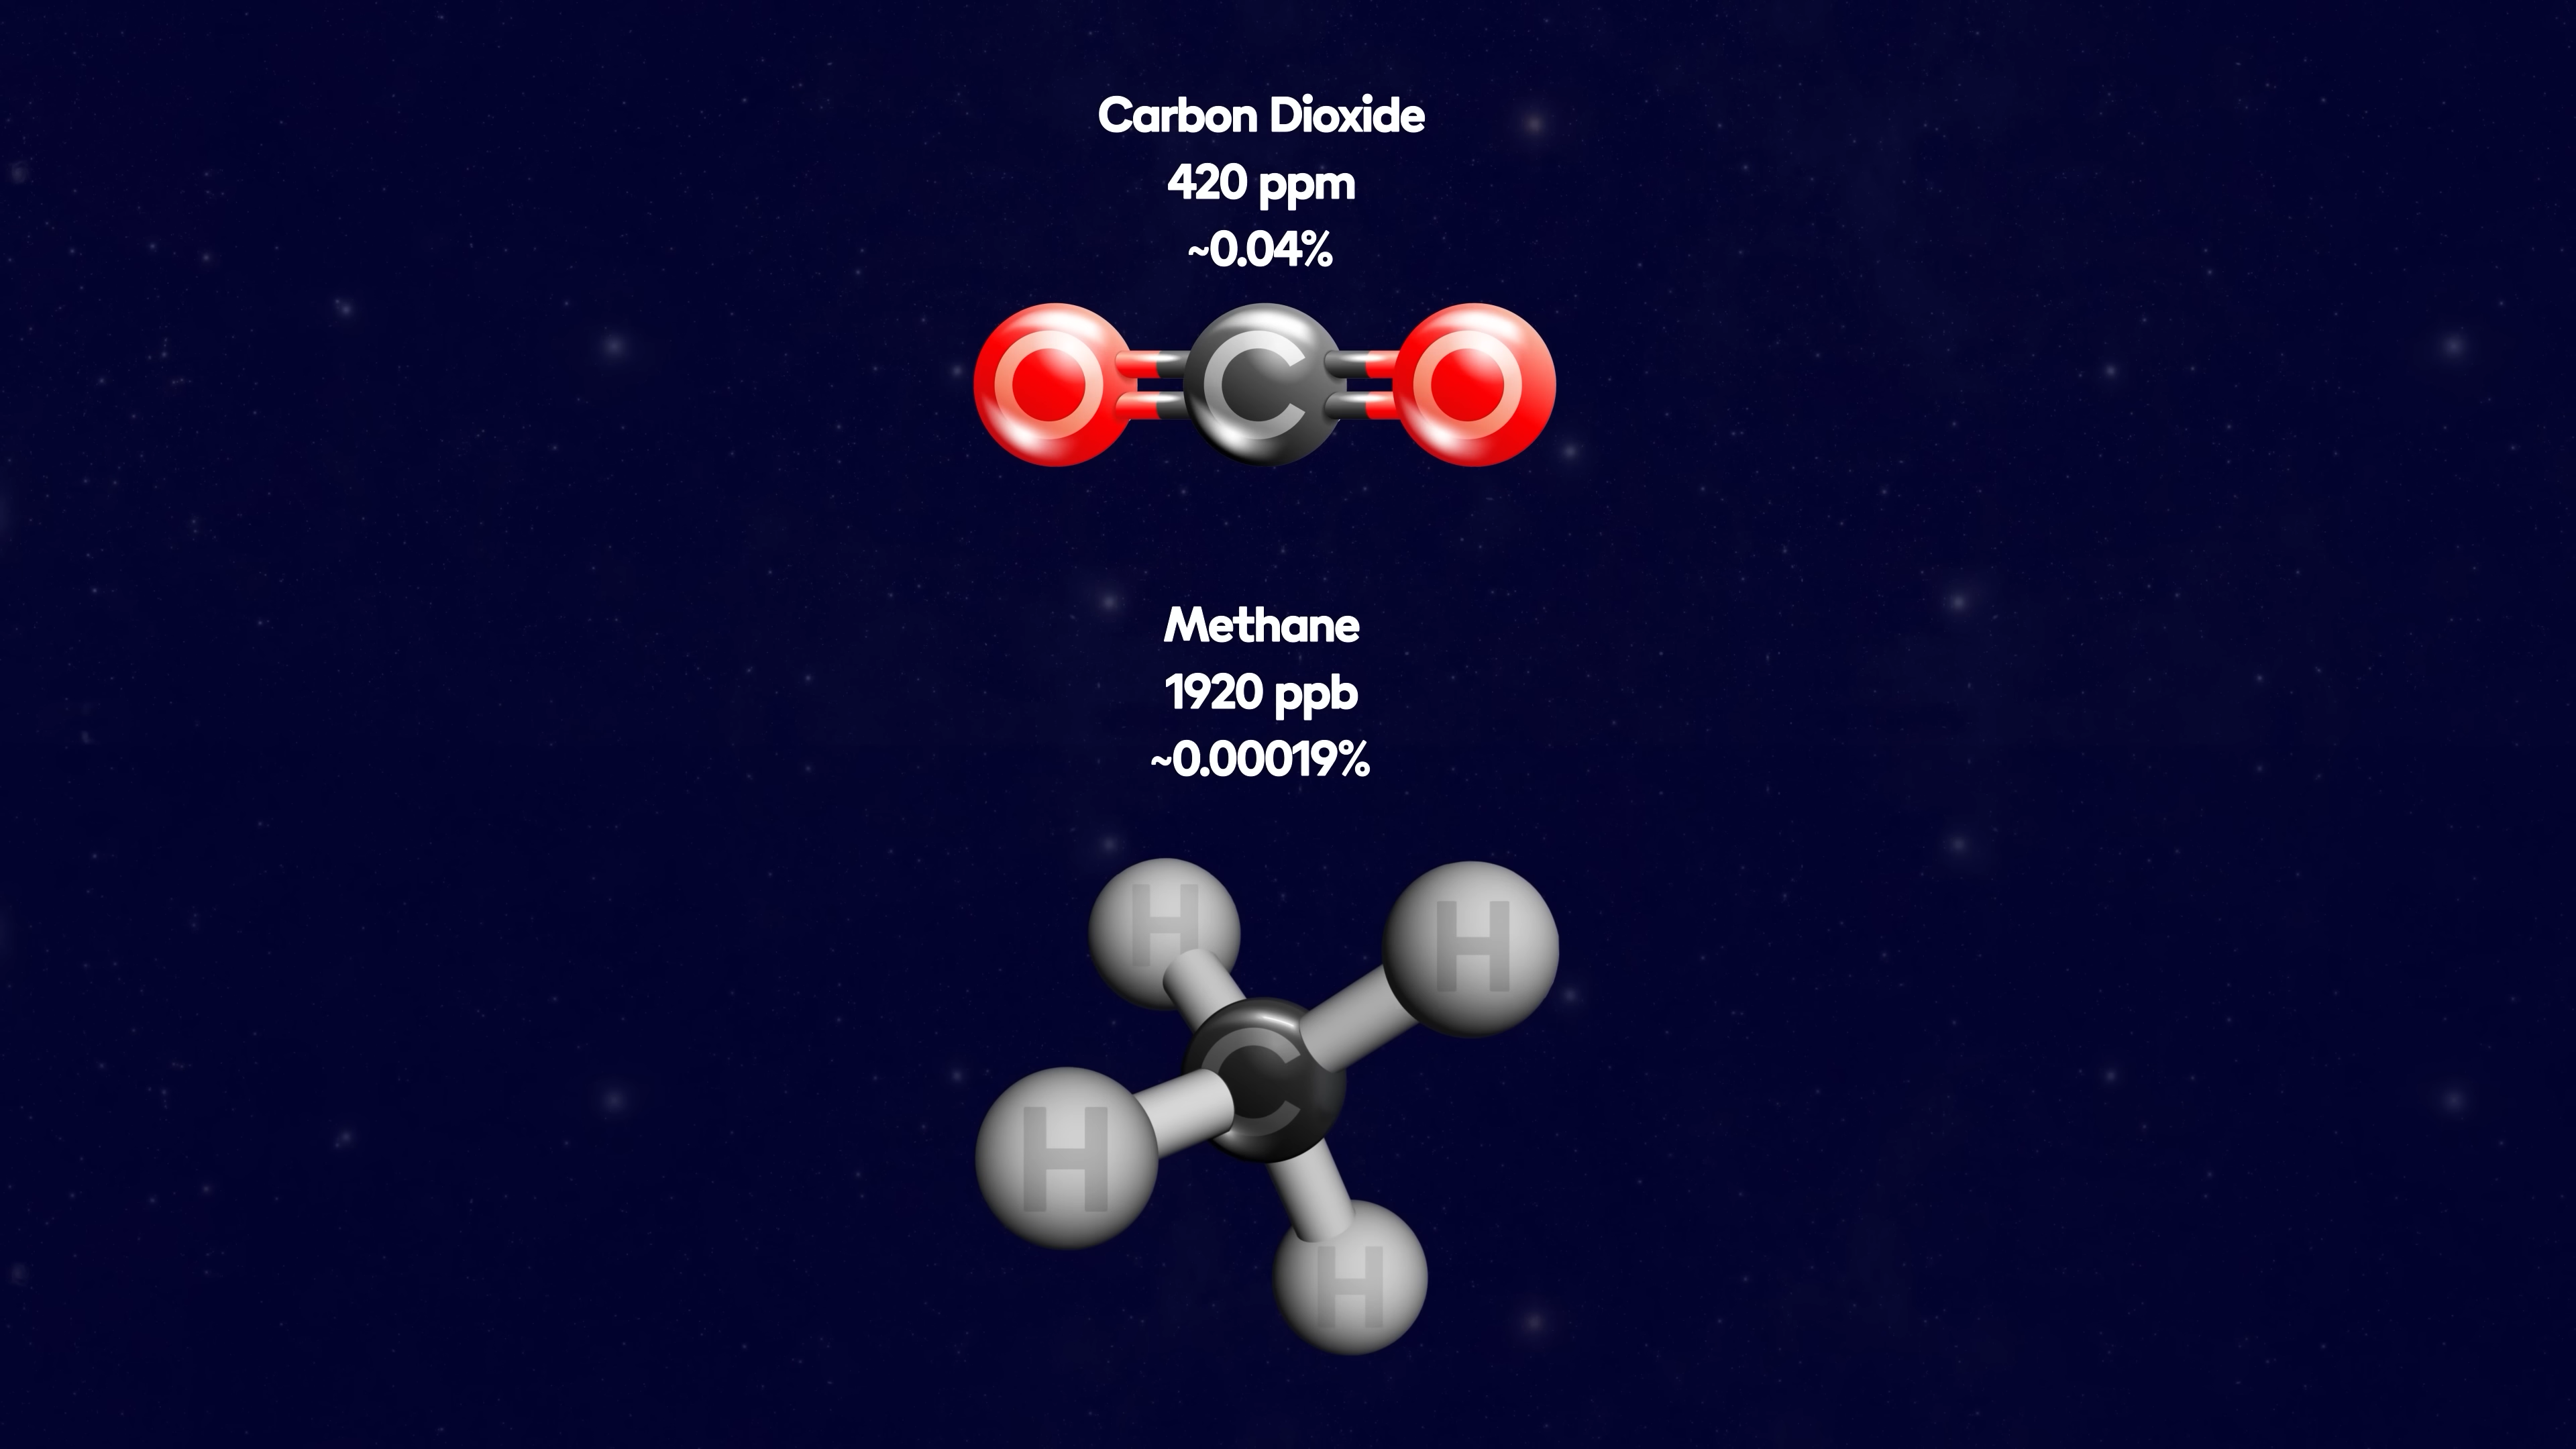 Carbon Dioxide
420 ppm
~0.04%
O C O
Methane
1920 ppb
~0.00019%
H H
C
H
H